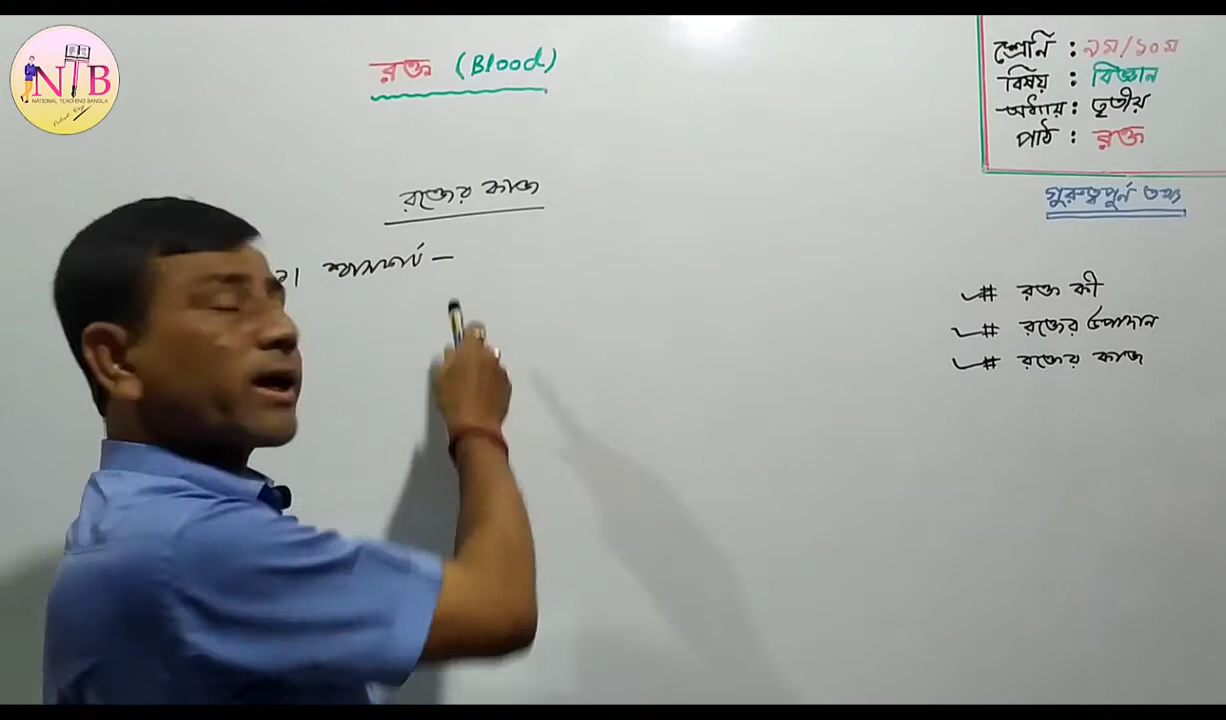 NTB
NATIONAL TEACHING BANGLA
রক্ত (Blood)
রক্তের কাজ
১। শ্বাসকার্য –
শ্রেণি : ৯ম/১০ম
বিষয় : বিজ্ঞান
অধ্যায় : তৃতীয়
পাঠ : রক্ত
গুরুত্বপূর্ন তথ্য
# রক্ত কী
# রক্তের উপাদান
# রক্তের কাজ